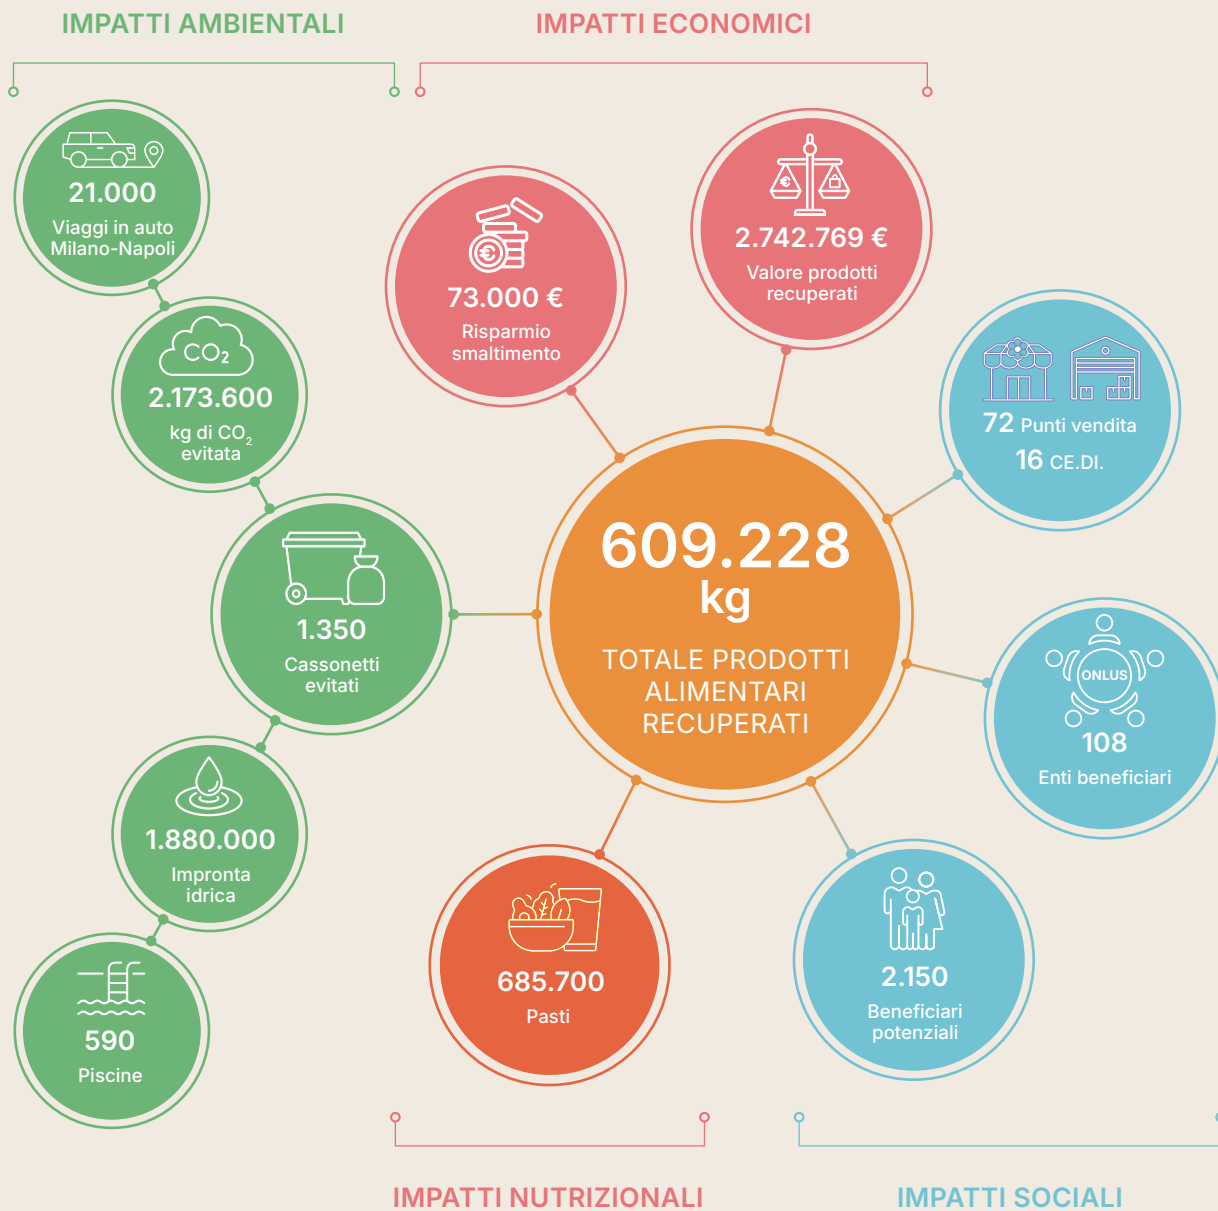 IMPATTI AMBIENTALI
IMPATTI ECONOMICI
21.000
Viaggi in auto
Milano-Napoli
CO₂
2.173.600
kg di CO₂
evitata
1.350
Cassonetti
evitati
1.880.000
Impronta
idrica
590
Piscine
€
73.000 €
Risparmio
smaltimento
€
2.742.769 €
Valore prodotti
recuperati
609.228
kg
TOTALE PRODOTTI
ALIMENTARI
RECUPERATI
72 Punti vendita
16 CE.DI.
ONLUS
108
Enti beneficiari
685.700
Pasti
2.150
Beneficiari
potenziali
IMPATTI NUTRIZIONALI
IMPATTI SOCIALI